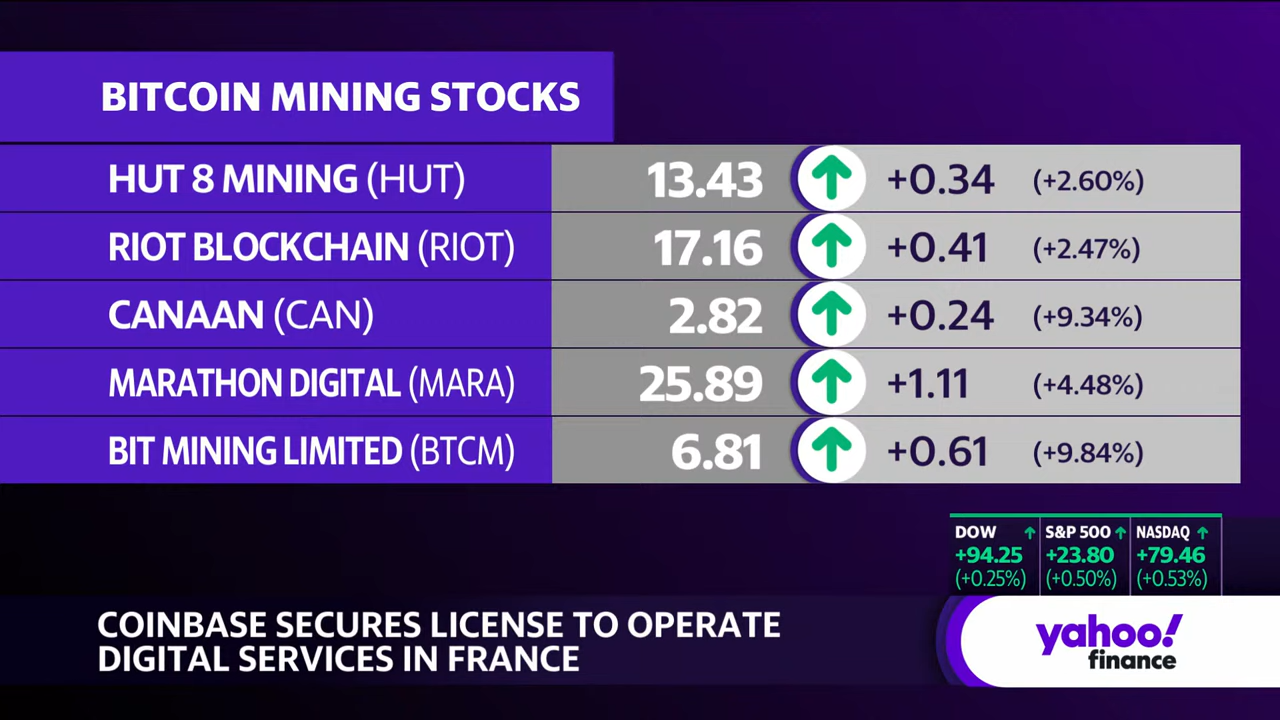 BITCOIN MINING STOCKS
HUT 8 MINING (HUT) 13.43 +0.34 (+2.60%)
RIOT BLOCKCHAIN (RIOT) 17.16 +0.41 (+2.47%)
CANAAN (CAN) 2.82 +0.24 (+9.34%)
MARATHON DIGITAL (MARA) 25.89 +1.11 (+4.48%)
BIT MINING LIMITED (BTCM) 6.81 +0.61 (+9.84%)
DOW S&P 500 NASDAQ
+94.25 +23.80 +79.46
(+0.25%) (+0.50%) (+0.53%)
COINBASE SECURES LICENSE TO OPERATE
DIGITAL SERVICES IN FRANCE
yahoo!
finance